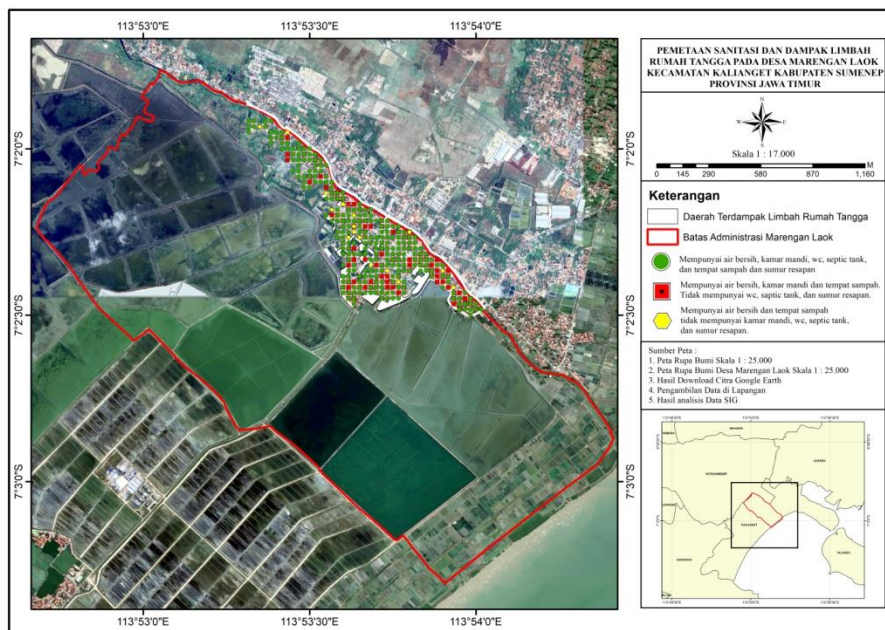 113°53'0"E 113°53'30"E 113°54'0"E
7°2'0"S 7°2'0"S
7°2'30"S 7°2'30"S
7°3'0"S 7°3'0"S
113°53'0"E 113°53'30"E 113°54'0"E
PEMETAAN SANITASI DAN DAMPAK LIMBAH
RUMAH TANGGA PADA DESA MARENGAN LAOK
KECAMATAN KALIANGET KABUPATEN SUMENEP
PROVINSI JAWA TIMUR
N
W E
S
Skala 1 : 17.000
M
0 145 290 580 870 1,160
Keterangan
Daerah Terdampak Limbah Rumah Tangga
Batas Administrasi Marengan Laok
Mempunyai air bersih, kamar mandi, wc, septic tank,
dan tempat sampah dan sumur resapan
Mempunyai air bersih, kamar mandi dan tempat sampah.
Tidak mempunyai wc, septic tank, dan sumur resapan.
Mempunyai air bersih dan tempat sampah
tidak mempunyai kamar mandi, wc, septic tank,
dan sumur resapan.
Sumber Peta :
1. Peta Rupa Bumi Skala 1 : 25.000
2. Peta Rupa Bumi Desa Marengan Laok Skala 1 : 25.000
3. Hasil Download Citra Google Earth
4. Pengambilan Data di Lapangan
5. Hasil analisis Data SIG
GAPURA
KALIANGET
TALANGO